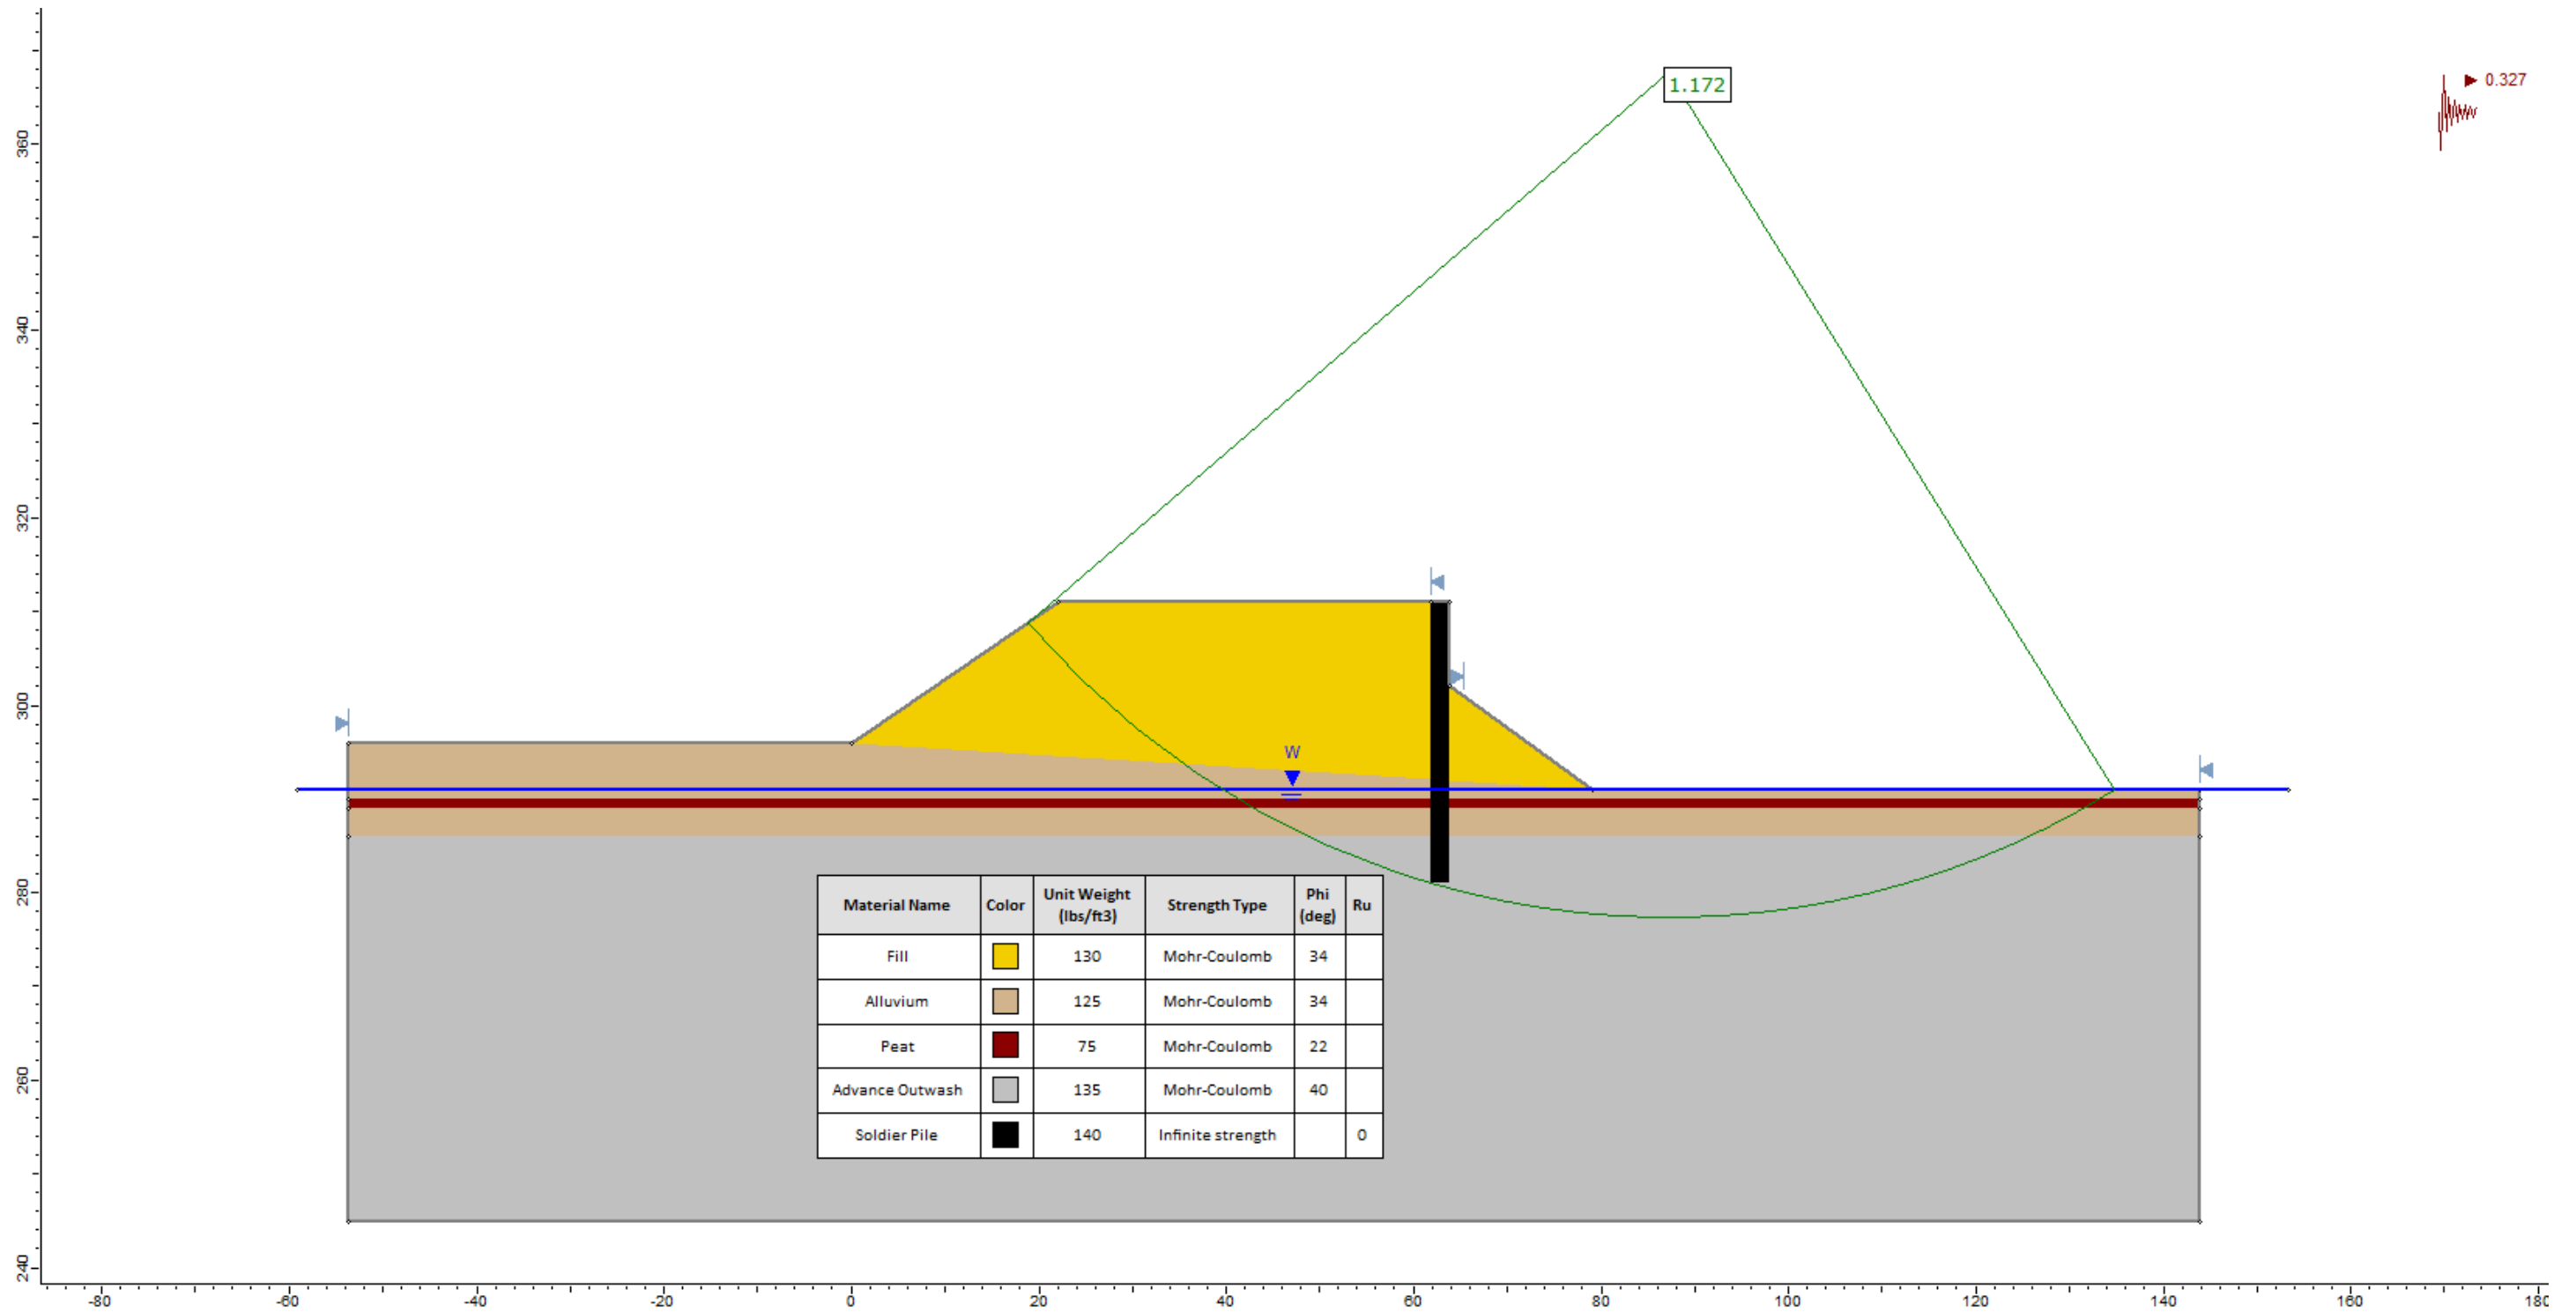 1.172
0.327
360
340
320
300
280
260
240
W
Material Name Color Unit Weight (lbs/ft3) Strength Type Phi (deg) Ru
Fill 130 Mohr-Coulomb 34
Alluvium 125 Mohr-Coulomb 34
Peat 75 Mohr-Coulomb 22
Advance Outwash 135 Mohr-Coulomb 40
Soldier Pile 140 Infinite strength 0
-80 -60 -40 -20 0 20 40 60 80 100 120 140 160 180